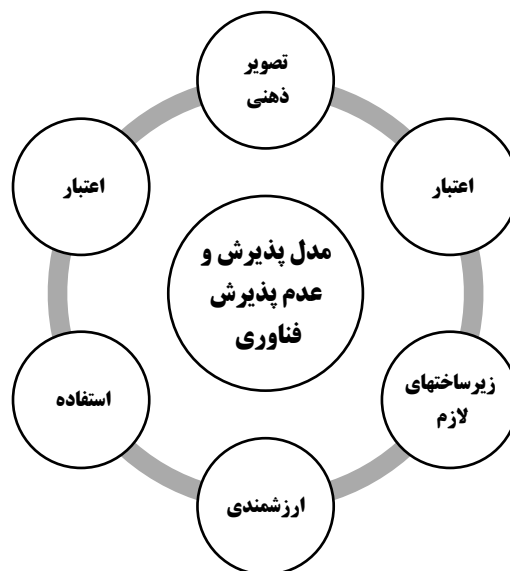 تصویر
ذهنی
اعتبار
اعتبار
مدل پذیرش و
عدم پذیرش
فناوری
زیرساختهای
لازم
استفاده
ارزشمندی